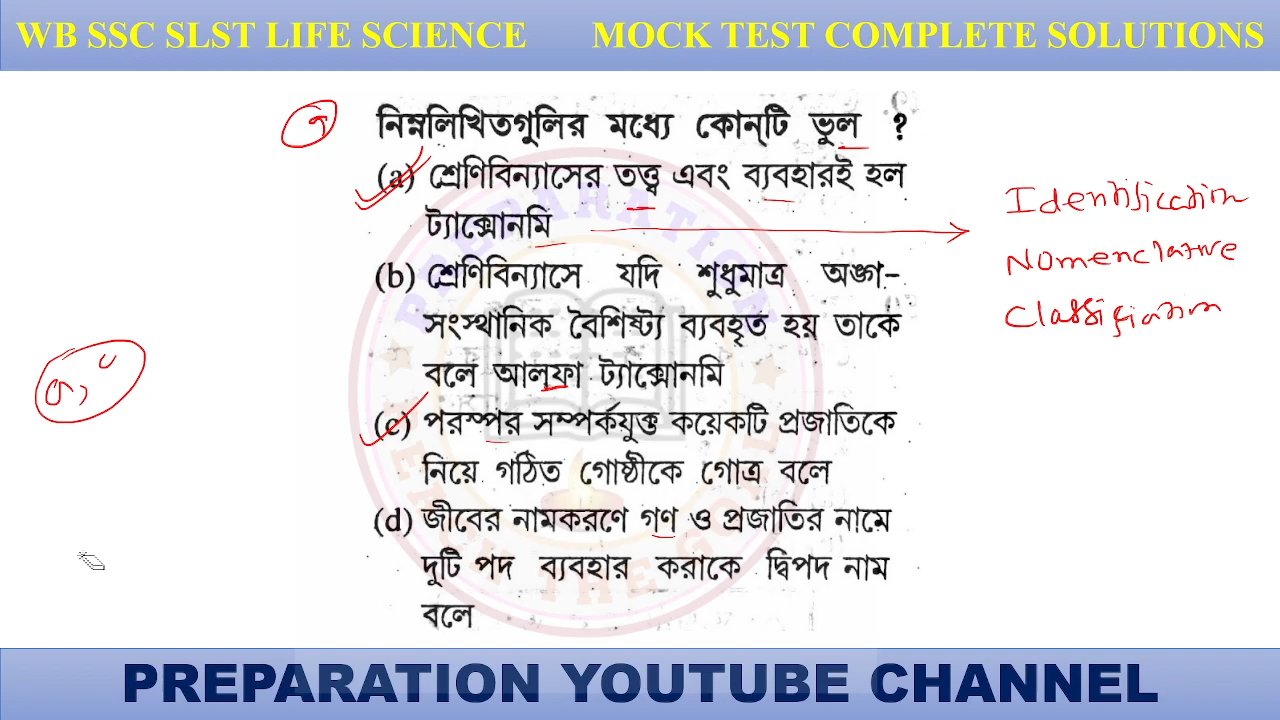 WB SSC SLST LIFE SCIENCE MOCK TEST COMPLETE SOLUTIONS
নিম্নলিখিতগুলির মধ্যে কোন্‌টি ভুল ?
(a) শ্রেণিবিন্যাসের তত্ত্ব এবং ব্যবহারই হল
ট্যাক্সোনমি
(b) শ্রেণিবিন্যাসে যদি শুধুমাত্র অঙ্গ-
সংস্থানিক বৈশিষ্ট্য ব্যবহৃত হয় তাকে
বলে আল্‌ফা ট্যাক্সোনমি
(c) পরস্পর সম্পর্কযুক্ত কয়েকটি প্রজাতিকে
নিয়ে গঠিত গোষ্ঠীকে গোত্র বলে
(d) জীবের নামকরণে গণ ও প্রজাতির নামে
দুটি পদ ব্যবহার করাকে দ্বিপদ নাম
বলে
Identification
Nomenclature
Classification
PREPARATION YOUTUBE CHANNEL